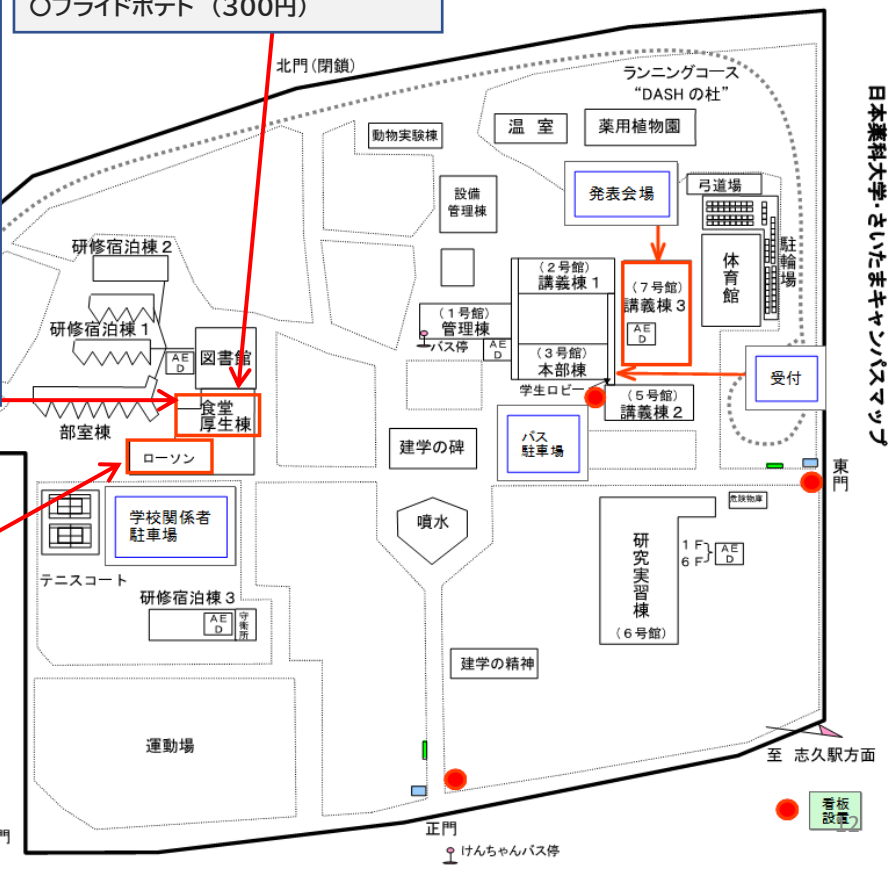 ○フライドポテト （300円）
北門（閉鎖）
ランニングコース
“DASHの杜”
日本薬科大学・さいたまキャンパスマップ
動物実験棟
温 室
薬用植物園
設備
管理棟
発表会場
弓道場
駐輪場
体育館
研修宿泊棟２
（２号館）
講義棟１
（７号館）
講義棟３
AE
D
研修宿泊棟１
（１号館）
管理棟
バス停
AE
D
（３号館）
本部棟
AE
D
図書館
受付
学生ロビー
（５号館）
講義棟２
食堂
厚生棟
部室棟
ローソン
建学の碑
バス
駐車場
東門
危険物庫
学校関係者
駐車場
噴水
研究実習棟
（６号館）
１F
６F
AE
D
テニスコート
研修宿泊棟３
AE
D
守衛所
建学の精神
運動場
至 志久駅方面
看板
設置
12
正門
門
けんちゃんバス停